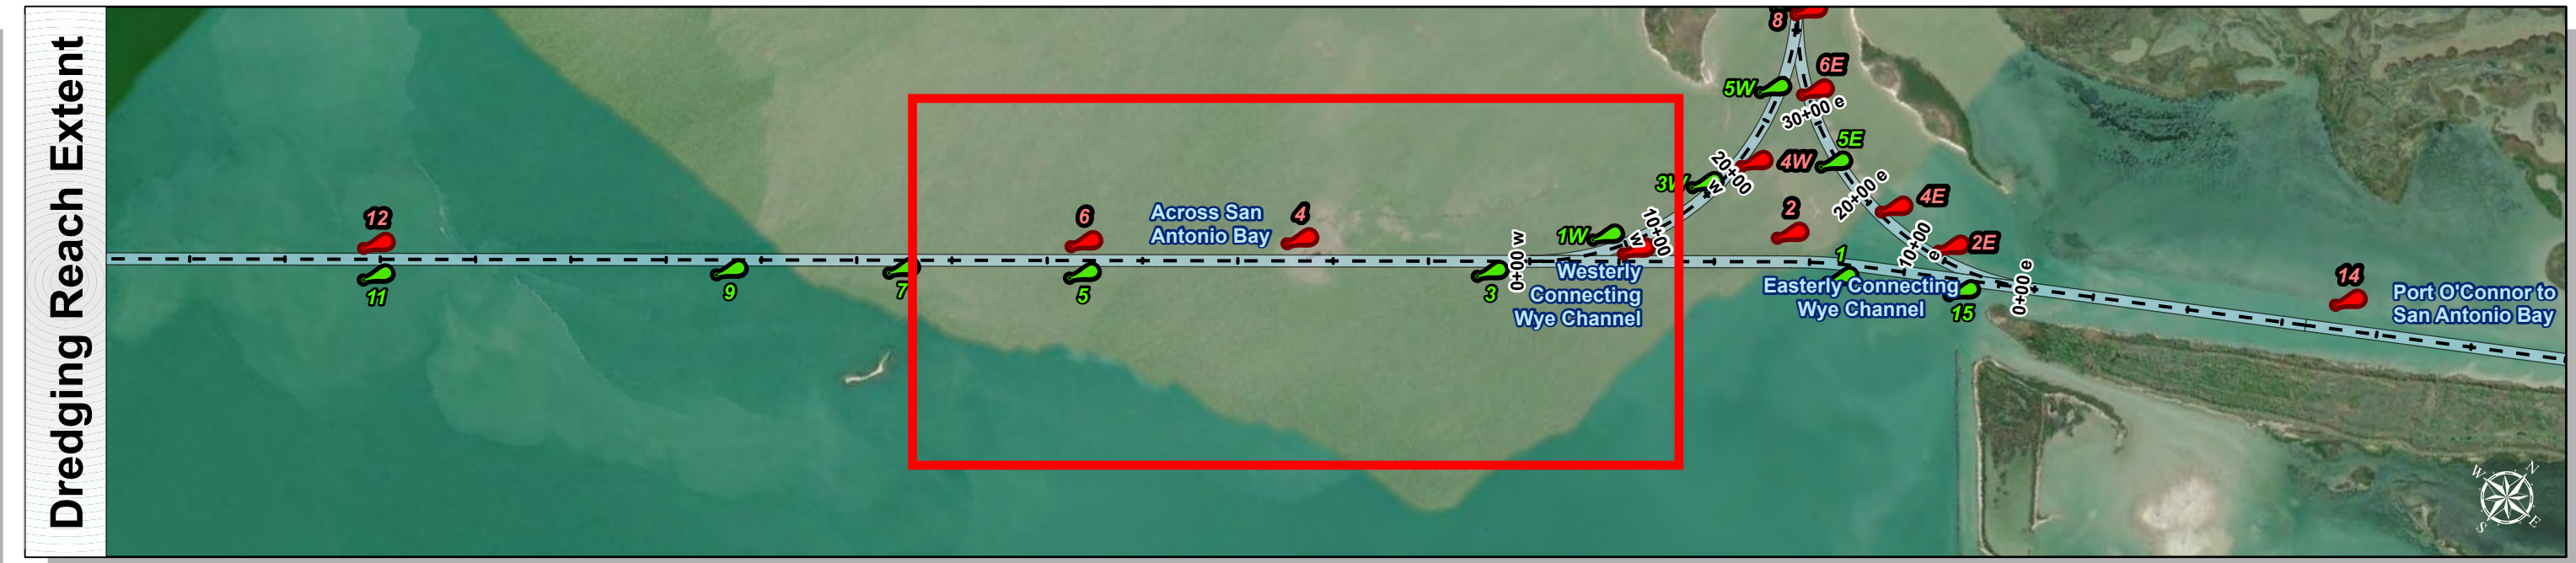 Dredging Reach Extent
8
6E
5W
30+00 e
5E
4W
20+00 w
3W
20+00 e
4E
12
6
Across San
Antonio Bay
4
2
1W
10+00 w
10+00 e
2E
0+00 w
1
11
9
7
5
3
Westerly
Connecting
Wye Channel
Easterly Connecting
Wye Channel
15
0+00 e
14
Port O'Connor to
San Antonio Bay
W
N
S
E